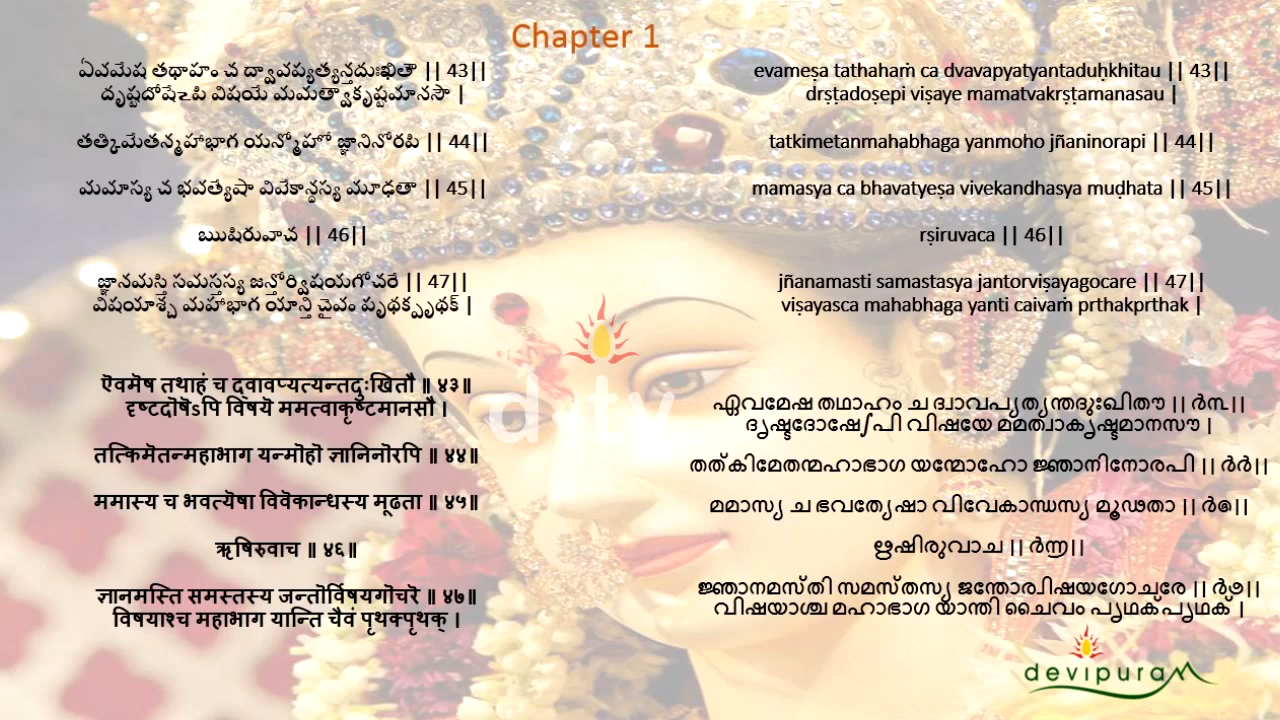 Chapter 1
ఏవమేష తథాహం చ ద్వావప్యత్యన్తదుఃఖితౌ || 43||
దృష్టదోషేఽపి విషయే మమత్వాకృష్టమానసౌ |
తత్కిమేతన్మహాభాగ యన్మోహో జ్ఞానినోరపి || 44||
మమాస్య చ భవత్యేషా వివేకాన్ధస్య మూఢతా || 45||
ఋషిరువాచ || 46||
జ్ఞానమస్తి సమస్తస్య జన్తోర్విషయగోచరే || 47||
విషయాశ్చ మహాభాగ యాన్తి చైవం పృథక్పృథక్ |
evameṣa tathahaṁ ca dvavapyatyantaduḥkhitau || 43||
dṛṣṭadoṣepi viṣaye mamatvakṛṣṭamanasau |
tatkimetanmahabhaga yanmoho jñaninorapi || 44||
mamasya ca bhavatyeṣa vivekandhasya muḍhata || 45||
rṣiruvaca || 46||
jñanamasti samastasya jantorviṣayagocare || 47||
viṣayasca mahabhaga yanti caivaṁ prthakprthak |
ऎवमॆष तथाहं च द्वावप्यत्यन्तदुःखितौ ॥ ४३॥
दृष्टदॊषॆऽपि विषयॆ ममत्वाकृष्टमानसौ ।
तत्किमॆतन्महाभाग यन्मॊहॊ ज्ञानिनॊरपि ॥ ४४॥
ममास्य च भवत्यॆषा विवॆकान्धस्य मूढता ॥ ४५॥
ऋषिरुवाच ॥ ४६॥
ज्ञानमस्ति समस्तस्य जन्तॊर्विषयगॊचरॆ ॥ ४७॥
विषयाश्च महाभाग यान्ति चैवं पृथक्पृथक् ।
ഏവമേഷ തഥാഹം ച ദ്വാവപ്യത്യന്തദുഃഖിതൗ || ൪൩||
ദൃഷ്ടദോഷേഽപി വിഷയേ മമത്വാകൃഷ്ടമാനസൗ |
തത്കിമേതന്മഹാഭാഗ യന്മോഹോ ജ്ഞാനിനോരപി || ൪൪||
മമാസ്യ ച ഭവത്യേഷാ വിവേകാന്ധസ്യ മൂഢതാ || ൪൫||
ഋഷിരുവാച || ൪൬||
ജ്ഞാനമസ്തി സമസ്തസ്യ ജന്തോര്വിഷയഗോചരേ || ൪൭||
വിഷയാശ്ച മഹാഭാഗ യാന്തി ചൈവം പൃഥക്പൃഥക് |
devipuram